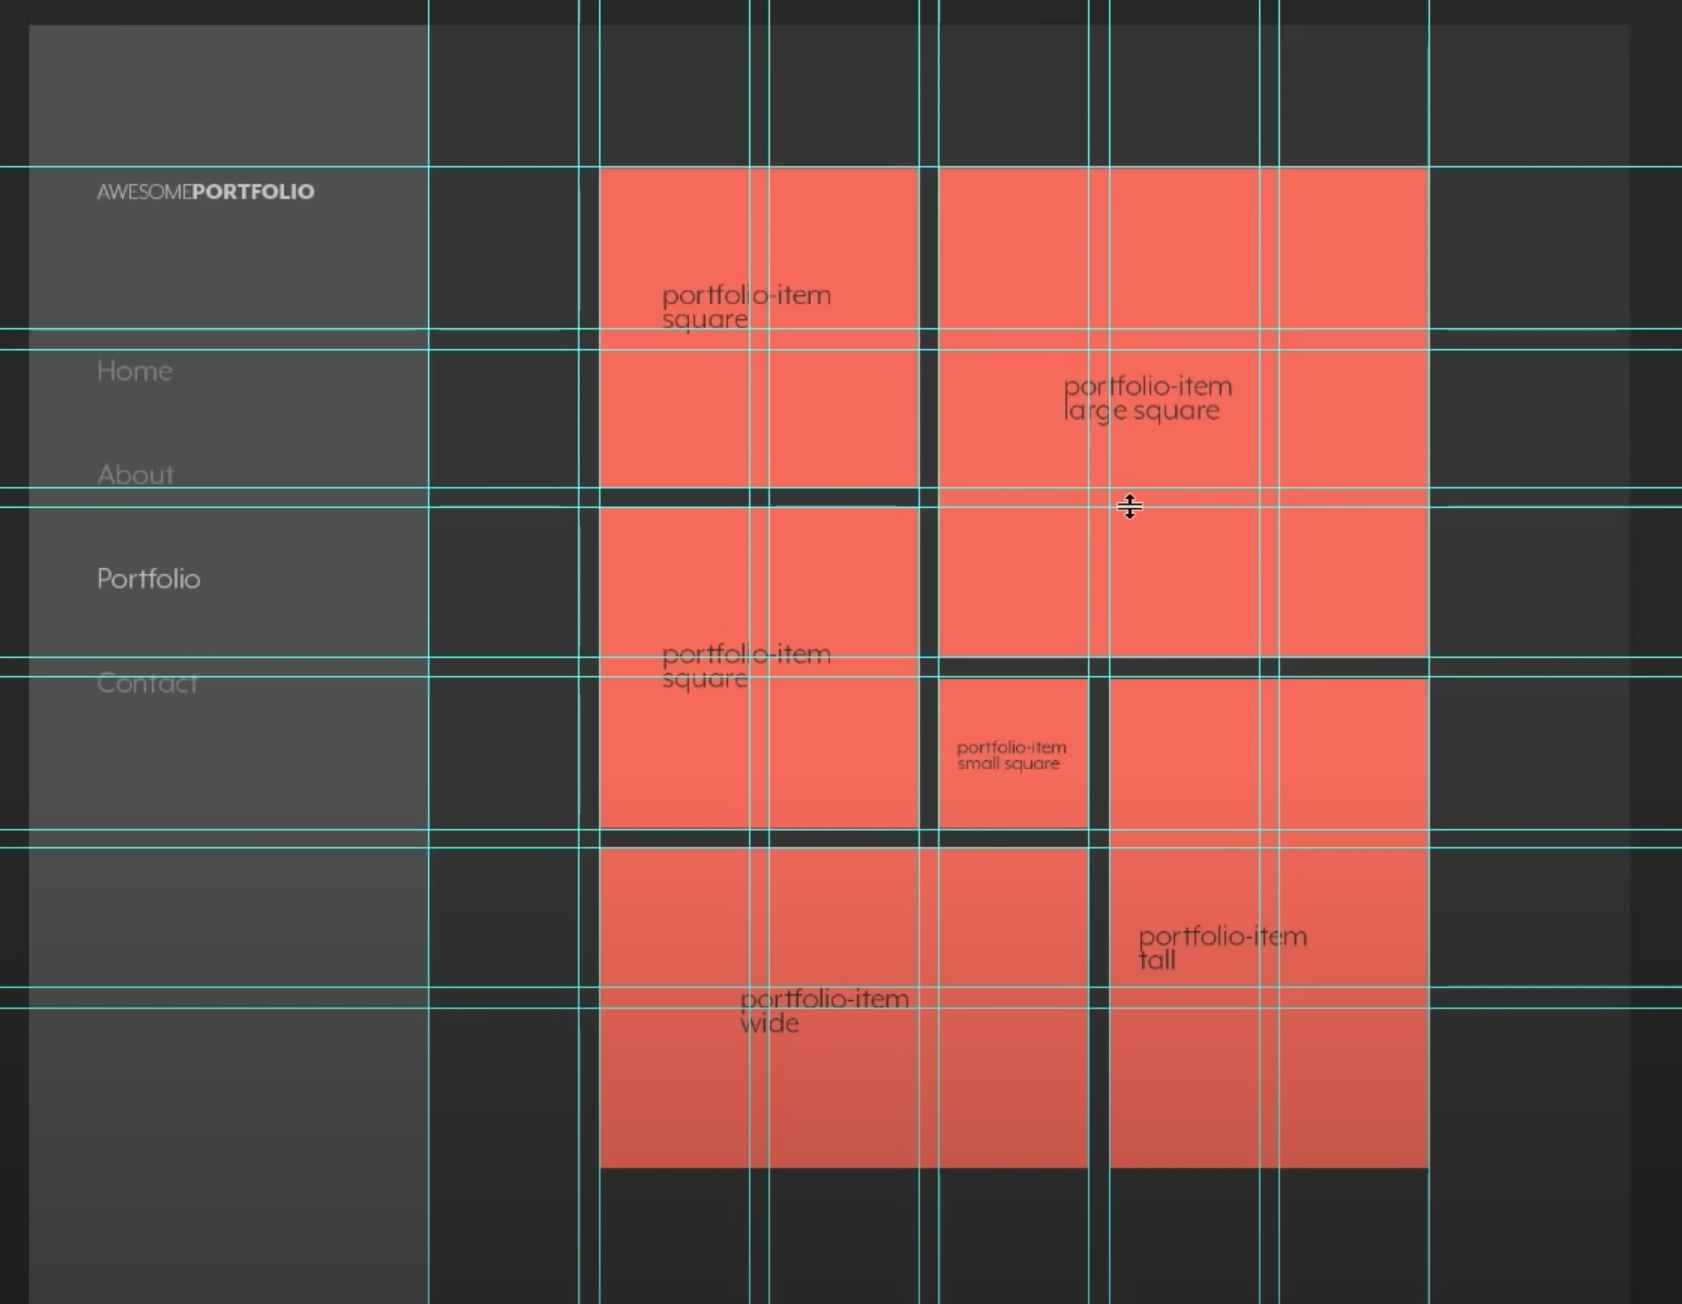 AWESOMEPORTFOLIO
Home
About
Portfolio
Contact
portfolio-item
square
portfolio-item
large square
portfolio-item
square
portfolio-item
small square
portfolio-item
tall
portfolio-item
wide